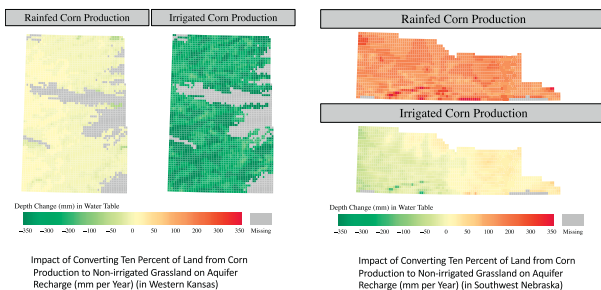 Rainfed Corn Production
Irrigated Corn Production
Depth Change (mm) in Water Table
−350 −300 −200 −100 0 100 200 300 350
Missing
Impact of Converting Ten Percent of Land from Corn
Production to Non-irrigated Grassland on Aquifer
Recharge (mm per Year) (in Western Kansas)
Rainfed Corn Production
Irrigated Corn Production
Depth Change (mm) in Water Table
−350 −300 −200 −100 0 100 200 300 350
Missing
Impact of Converting Ten Percent of Land from Corn
Production to Non-irrigated Grassland on Aquifer
Recharge (mm per Year) (in Southwest Nebraska)